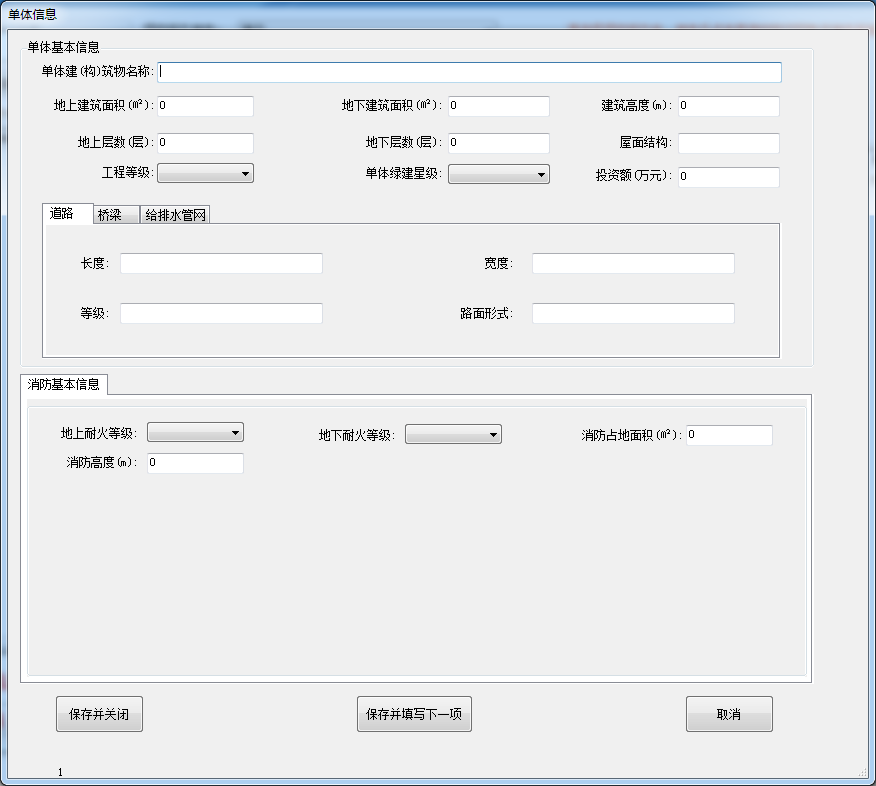 单体信息
单体基本信息
单体建(构)筑物名称:
地上建筑面积(㎡): 0 地下建筑面积(㎡): 0 建筑高度(m): 0
地上层数(层): 0 地下层数(层): 0 屋面结构:
工程等级: 单体绿建星级: 投资额(万元): 0
道路 桥梁 给排水管网
长度: 宽度:
等级: 路面形式:
消防基本信息
地上耐火等级: 地下耐火等级: 消防占地面积(㎡): 0
消防高度(m): 0
保存并关闭 保存并填写下一项 取消
1